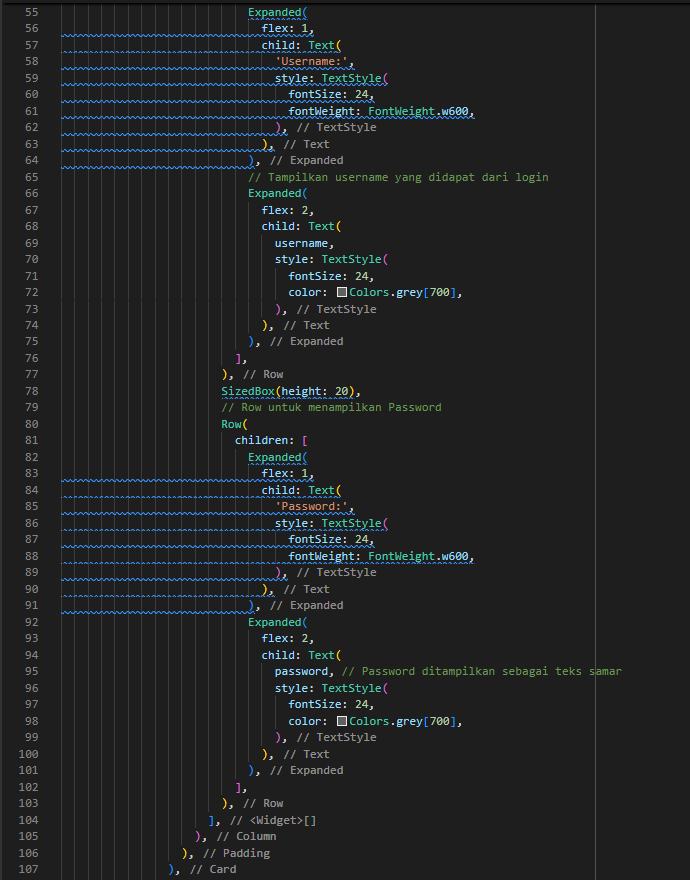 55 Expanded(
56 flex: 1,
57 child: Text(
58 'Username:',
59 style: TextStyle(
60 fontSize: 24,
61 fontWeight: FontWeight.w600,
62 ), // TextStyle
63 ), // Text
64 ), // Expanded
65 // Tampilkan username yang didapat dari login
66 Expanded(
67 flex: 2,
68 child: Text(
69 username,
70 style: TextStyle(
71 fontSize: 24,
72 color: Colors.grey[700],
73 ), // TextStyle
74 ), // Text
75 ), // Expanded
76 ],
77 ), // Row
78 SizedBox(height: 20),
79 // Row untuk menampilkan Password
80 Row(
81 children: [
82 Expanded(
83 flex: 1,
84 child: Text(
85 'Password:',
86 style: TextStyle(
87 fontSize: 24,
88 fontWeight: FontWeight.w600,
89 ), // TextStyle
90 ), // Text
91 ), // Expanded
92 Expanded(
93 flex: 2,
94 child: Text(
95 password, // Password ditampilkan sebagai teks samar
96 style: TextStyle(
97 fontSize: 24,
98 color: Colors.grey[700],
99 ), // TextStyle
100 ), // Text
101 ), // Expanded
102 ],
103 ), // Row
104 ], // <Widget>[]
105 ), // Column
106 ), // Padding
107 ), // Card